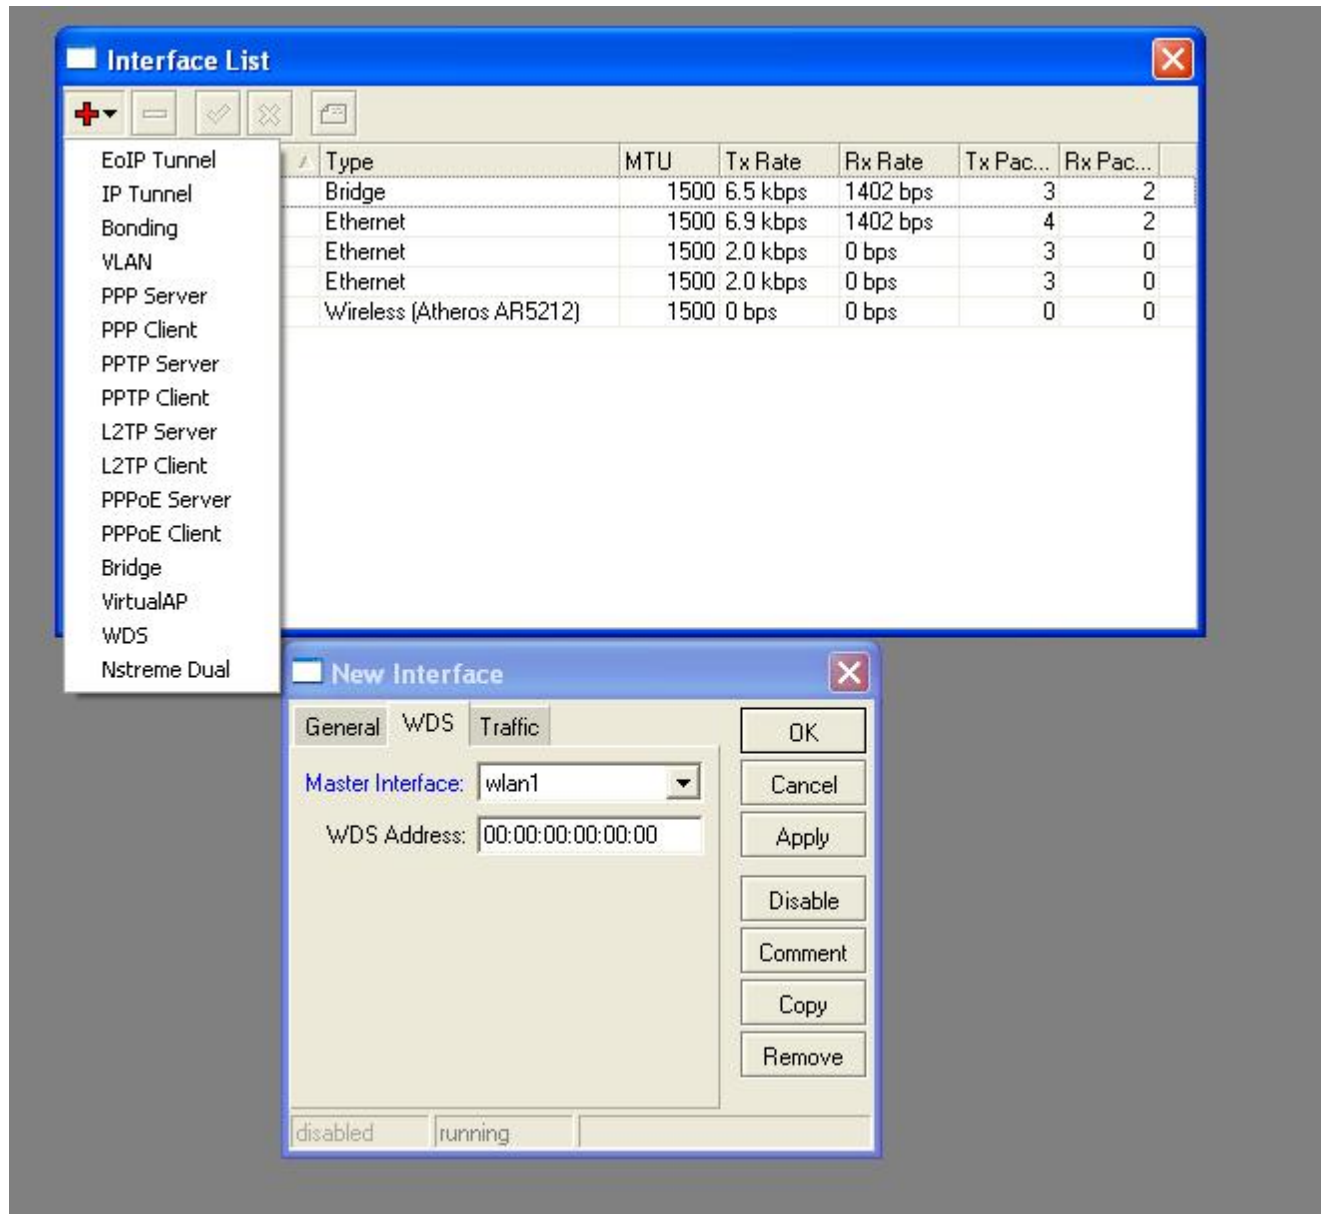 Interface List
Type MTU Tx Rate Rx Rate Tx Pac... Rx Pac...
Bridge 1500 6.5 kbps 1402 bps 3 2
Ethernet 1500 6.9 kbps 1402 bps 4 2
Ethernet 1500 2.0 kbps 0 bps 3 0
Ethernet 1500 2.0 kbps 0 bps 3 0
Wireless (Atheros AR5212) 1500 0 bps 0 bps 0 0
EoIP Tunnel
IP Tunnel
Bonding
VLAN
PPP Server
PPP Client
PPTP Server
PPTP Client
L2TP Server
L2TP Client
PPPoE Server
PPPoE Client
Bridge
VirtualAP
WDS
Nstreme Dual
New Interface
General WDS Traffic
Master Interface: wlan1
WDS Address: 00:00:00:00:00:00
OK
Cancel
Apply
Disable
Comment
Copy
Remove
disabled running